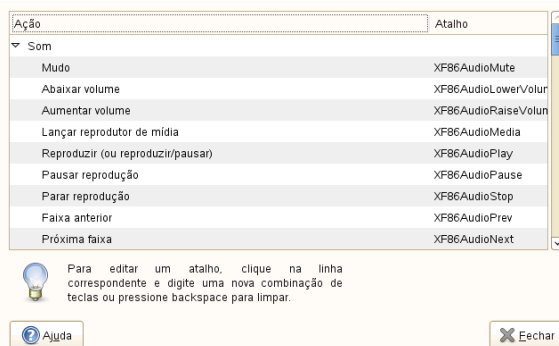 Ação Atalho
Som
Mudo XF86AudioMute
Abaixar volume XF86AudioLowerVolur
Aumentar volume XF86AudioRaiseVolun
Lançar reprodutor de mídia XF86AudioMedia
Reproduzir (ou reproduzir/pausar) XF86AudioPlay
Pausar reprodução XF86AudioPause
Parar reprodução XF86AudioStop
Faixa anterior XF86AudioPrev
Próxima faixa XF86AudioNext
Para editar um atalho, clique na linha
correspondente e digite uma nova combinação de
teclas ou pressione backspace para limpar.
Ajuda Fechar